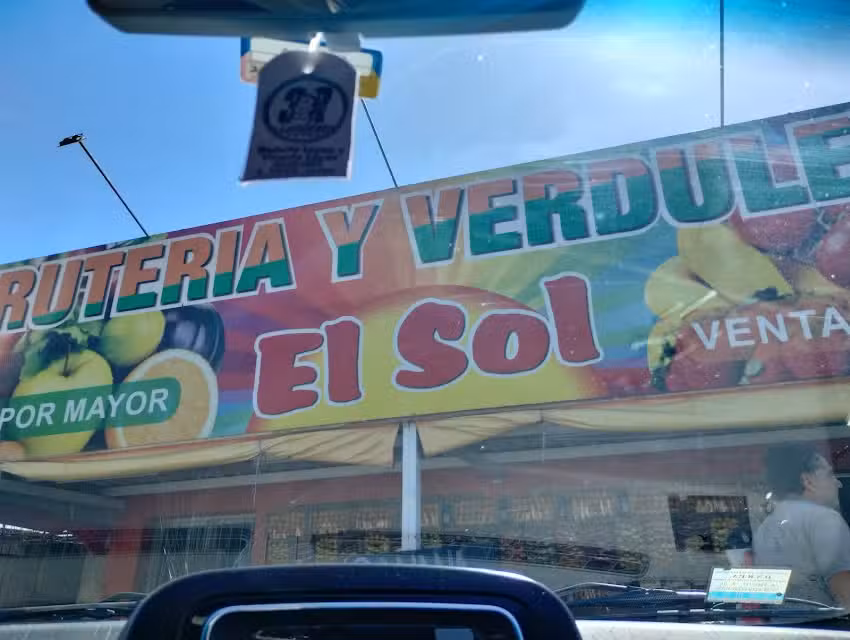 RUTERIA Y VERDULE
El Sol
POR MAYOR
VENTA